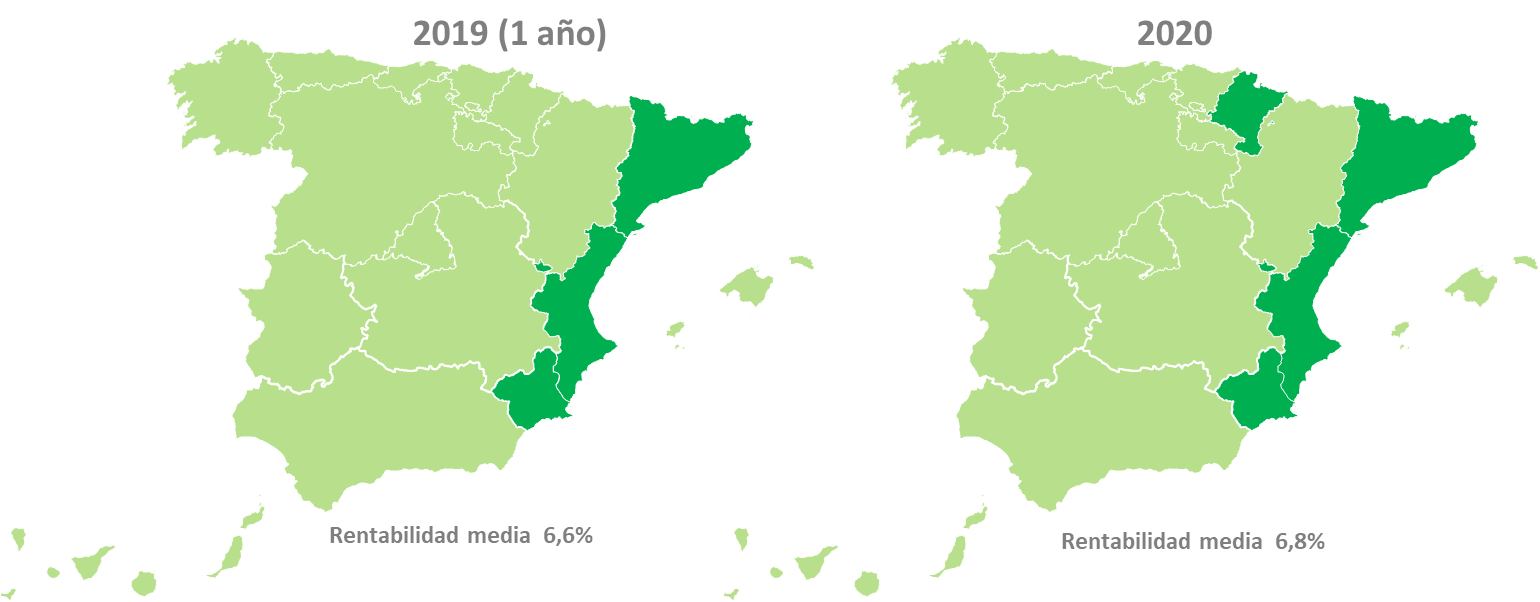 2019 (1 año)
2020
Rentabilidad media 6,6%
Rentabilidad media 6,8%